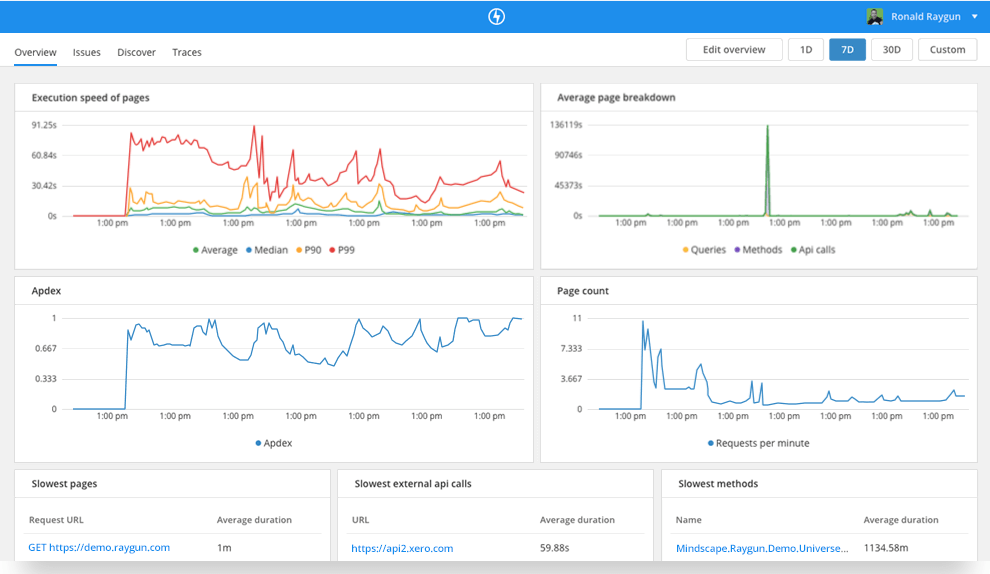 Ronald Raygun
Overview Issues Discover Traces
Edit overview 1D 7D 30D Custom
Execution speed of pages
91.25s
60.84s
30.42s
0s
1:00 pm 1:00 pm 1:00 pm 1:00 pm 1:00 pm 1:00 pm 1:00 pm
Average Median P90 P99
Average page breakdown
136119s
90746s
45373s
0s
1:00 pm 1:00 pm 1:00 pm 1:00 pm 1:00 pm 1:00 pm 1:00 pm
Queries Methods Api calls
Apdex
1
0.667
0.333
0
1:00 pm 1:00 pm 1:00 pm 1:00 pm 1:00 pm 1:00 pm 1:00 pm
Apdex
Page count
11
7.333
3.667
0
1:00 pm 1:00 pm 1:00 pm 1:00 pm 1:00 pm 1:00 pm 1:00 pm
Requests per minute
Slowest pages
Request URL Average duration
GET https://demo.raygun.com 1m
Slowest external api calls
URL Average duration
https://api2.xero.com 59.88s
Slowest methods
Name Average duration
Mindscape.Raygun.Demo.Universe... 1134.58m